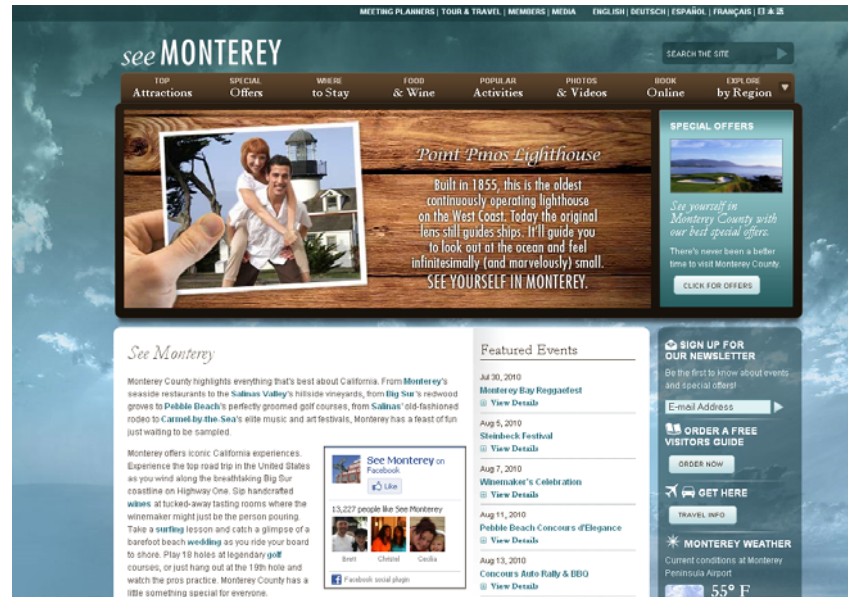 MEETING PLANNERS | TOUR & TRAVEL | MEMBERS | MEDIA ENGLISH | DEUTSCH | ESPAÑOL | FRANÇAIS | 日本語
see MONTEREY
SEARCH THE SITE
TOP Attractions
SPECIAL Offers
WHERE to Stay
FOOD & Wine
POPULAR Activities
PHOTOS & Videos
BOOK Online
EXPLORE by Region
Point Pinos Lighthouse
Built in 1855, this is the oldest
continuously operating lighthouse
on the West Coast. Today the original
lens still guides ships. It'll guide you
to look out at the ocean and feel
infinitesimally (and marvelously) small.
SEE YOURSELF IN MONTEREY.
SPECIAL OFFERS
See yourself in
Monterey County with
our best special offers.
There's never been a better
time to visit Monterey County.
CLICK FOR OFFERS
See Monterey
Monterey County highlights everything that's best about California. From Monterey's
seaside restaurants to the Salinas Valley's hillside vineyards, from Big Sur's redwood
groves to Pebble Beach's perfectly groomed golf courses, from Salinas' old-fashioned
rodeo to Carmel-by-the-Sea's elite music and art festivals, Monterey has a feast of fun
just waiting to be sampled.
Monterey offers iconic California experiences.
Experience the top road trip in the United States
as you wind along the breathtaking Big Sur
coastline on Highway One. Sip handcrafted
wines at tucked-away tasting rooms where the
winemaker might just be the person pouring.
Take a surfing lesson and catch a glimpse of a
barefoot beach wedding as you ride your board
to shore. Play 18 holes at legendary golf
courses, or just hang out at the 19th hole and
watch the pros practice. Monterey County has a
little something special for everyone.
See Monterey on
Facebook
Like
13,227 people like See Monterey
Brett Chetzel Cecilia
Facebook social plugin
Featured Events
Jul 30, 2010
Monterey Bay Reggaefest
View Details
Aug 5, 2010
Steinbeck Festival
View Details
Aug 7, 2010
Winemaker's Celebration
View Details
Aug 11, 2010
Pebble Beach Concours d'Elegance
View Details
Aug 13, 2010
Concours Auto Rally & BBQ
View Details
SIGN UP FOR
OUR NEWSLETTER
Be the first to know about events
and special offers!
E-mail Address
ORDER A FREE
VISITORS GUIDE
ORDER NOW
GET HERE
TRAVEL INFO
MONTEREY WEATHER
Current conditions at Monterey
Peninsula Airport
55° F